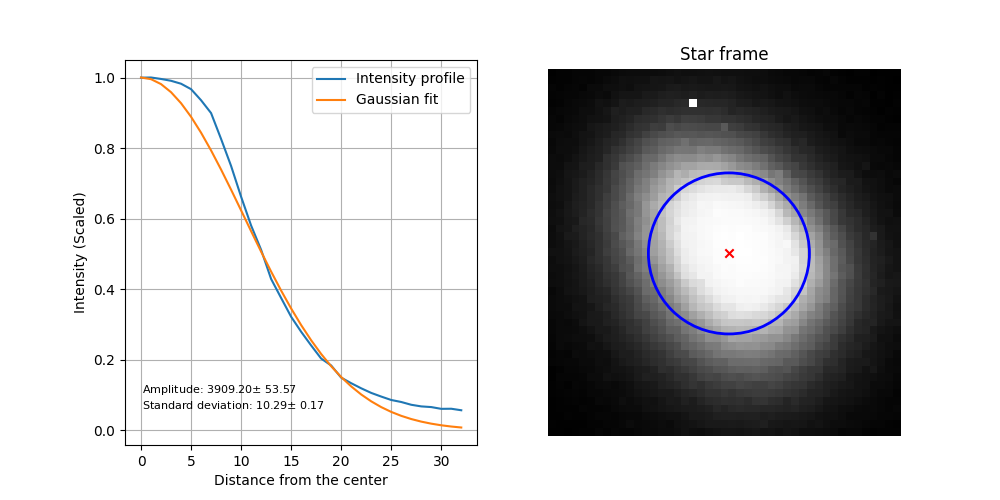 Star frame
1.0
0.8
0.6
0.4
0.2
0.0
Intensity (Scaled)
Intensity profile
Gaussian fit
Amplitude: 3909.20± 53.57
Standard deviation: 10.29± 0.17
0 5 10 15 20 25 30
Distance from the center